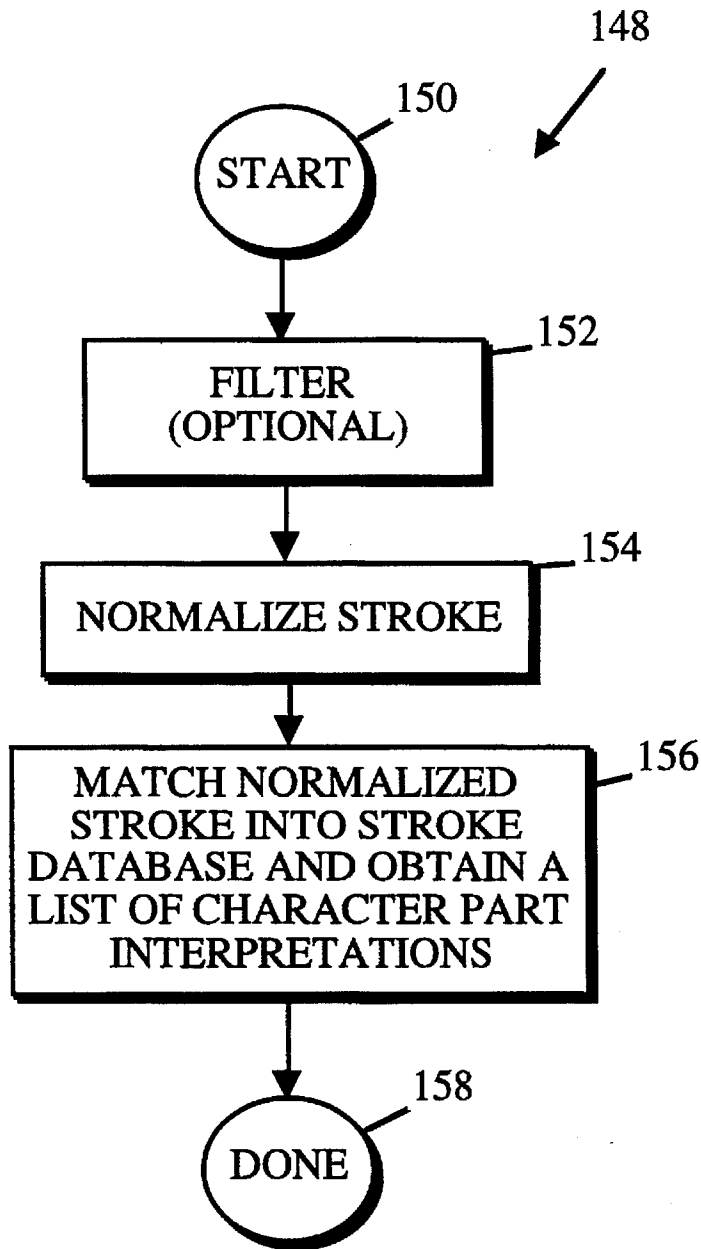 148
150
START
152
FILTER
(OPTIONAL)
154
NORMALIZE STROKE
156
MATCH NORMALIZED
STROKE INTO STROKE
DATABASE AND OBTAIN A
LIST OF CHARACTER PART
INTERPRETATIONS
158
DONE